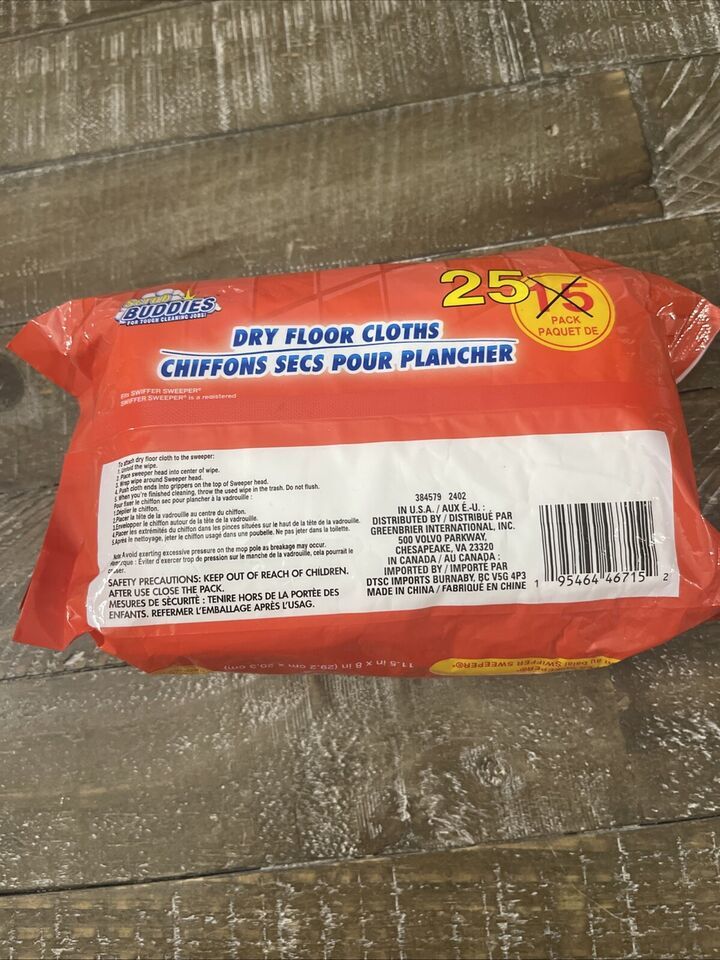 Scrub
BUDDIES
FOR TOUGH CLEANING JOBS!
25 15
PACK
PAQUET DE
DRY FLOOR CLOTHS
CHIFFONS SECS POUR PLANCHER
Fits SWIFFER SWEEPER®
SWIFFER SWEEPER® is a registered
To attach dry floor cloth to the sweeper:
1. Unfold the wipe.
2. Place sweeper head into center of wipe.
3. Wrap wipe around Sweeper head.
4. Push cloth ends into grippers on the top of Sweeper head.
5. When you're finished cleaning, throw the used wipe in the trash. Do not flush.
Pour fixer le chiffon sec pour plancher à la vadrouille :
1.Déplier le chiffon.
2.Placer la tête de la vadrouille au centre du chiffon.
3.Envelopper le chiffon autour de la tête de la vadrouille.
4.Placer les extrémités du chiffon dans les pinces situées sur le haut de la tête de la vadrouille.
5.Après le nettoyage, jeter le chiffon usagé dans une poubelle. Ne pas jeter dans la toilette.
Note: Avoid exerting excessive pressure on the mop pole as breakage may occur.
Remarque : Éviter d'exercer trop de pression sur le manche de la vadrouille, cela pourrait le
casser.
SAFETY PRECAUTIONS: KEEP OUT OF REACH OF CHILDREN.
AFTER USE CLOSE THE PACK.
MESURES DE SÉCURITÉ : TENIRE HORS DE LA PORTÉE DES
ENFANTS. REFERMER L'EMBALLAGE APRÈS L'USAG.
384579 2402
IN U.S.A. / AUX É.-U. :
DISTRIBUTED BY / DISTRIBUÉ PAR
GREENBRIER INTERNATIONAL, INC.
500 VOLVO PARKWAY,
CHESAPEAKE, VA 23320
IN CANADA / AU CANADA :
IMPORTED BY / IMPORTÉ PAR
DTSC IMPORTS BURNABY, BC V5G 4P3
MADE IN CHINA / FABRIQUÉ EN CHINE
1 95464 46715 2
11.5 in x 8 in (29.2 cm x 20.3 cm)
au balai SWIFFER SWEEPER®*
SWEEPER®*